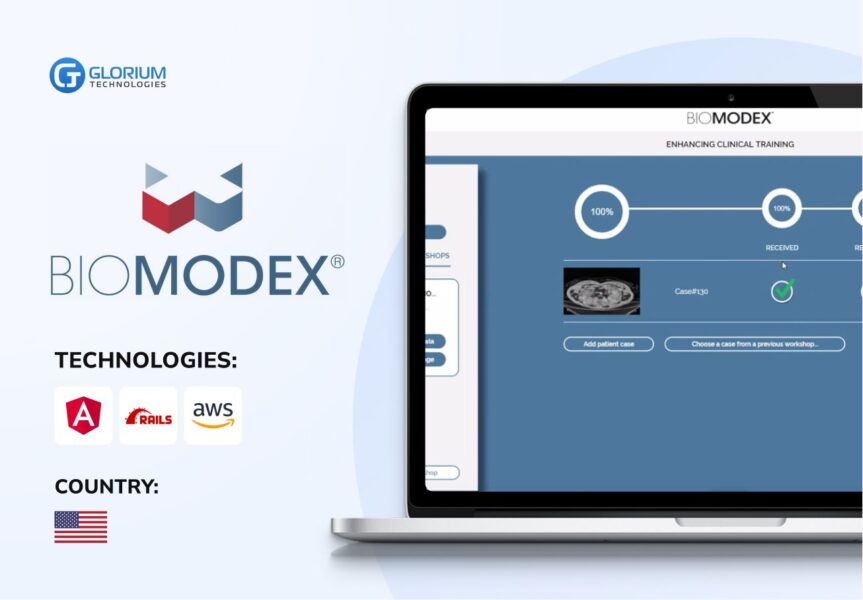 GLORIUM
TECHNOLOGIES
BIOMODEX®
TECHNOLOGIES:
RAILS
aws
COUNTRY:
BIOMODEX
ENHANCING CLINICAL TRAINING
100%
100%
RECEIVED
SHOPS
Case#130
Add patient case
Choose a case from a previous workshop...